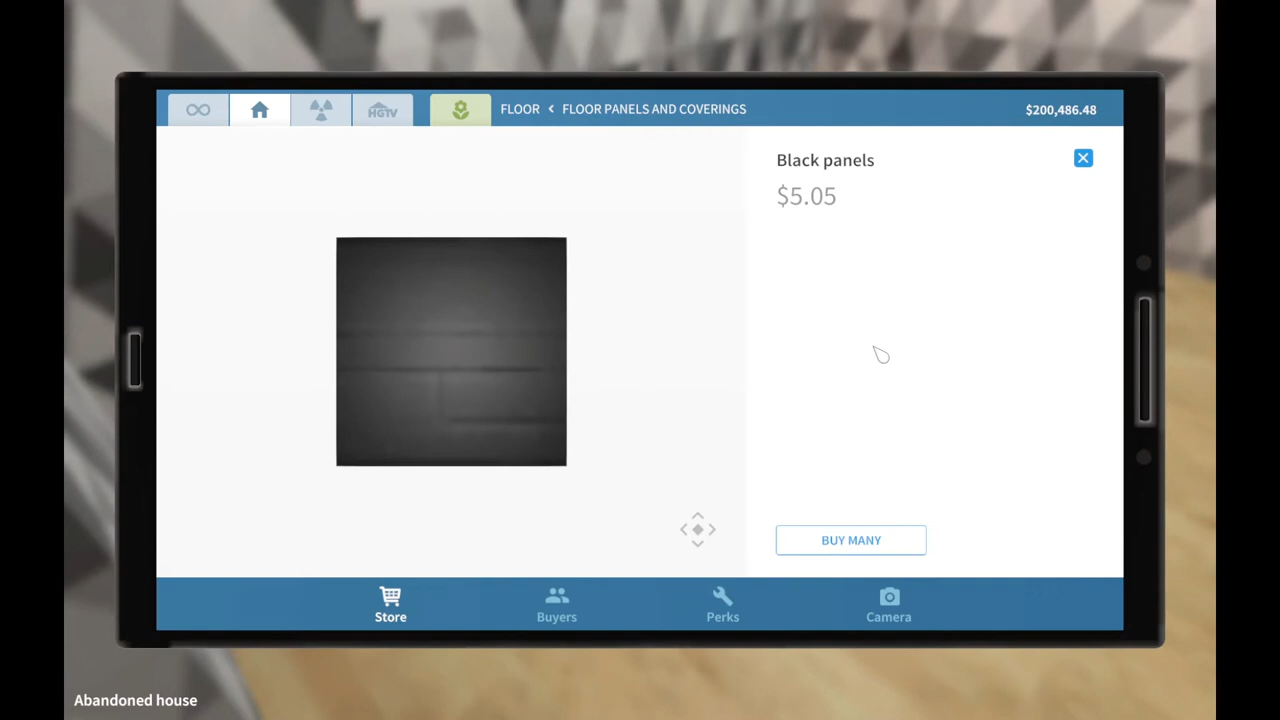 HGTV
FLOOR < FLOOR PANELS AND COVERINGS
$200,486.48
Black panels
$5.05
BUY MANY
Store
Buyers
Perks
Camera
Abandoned house